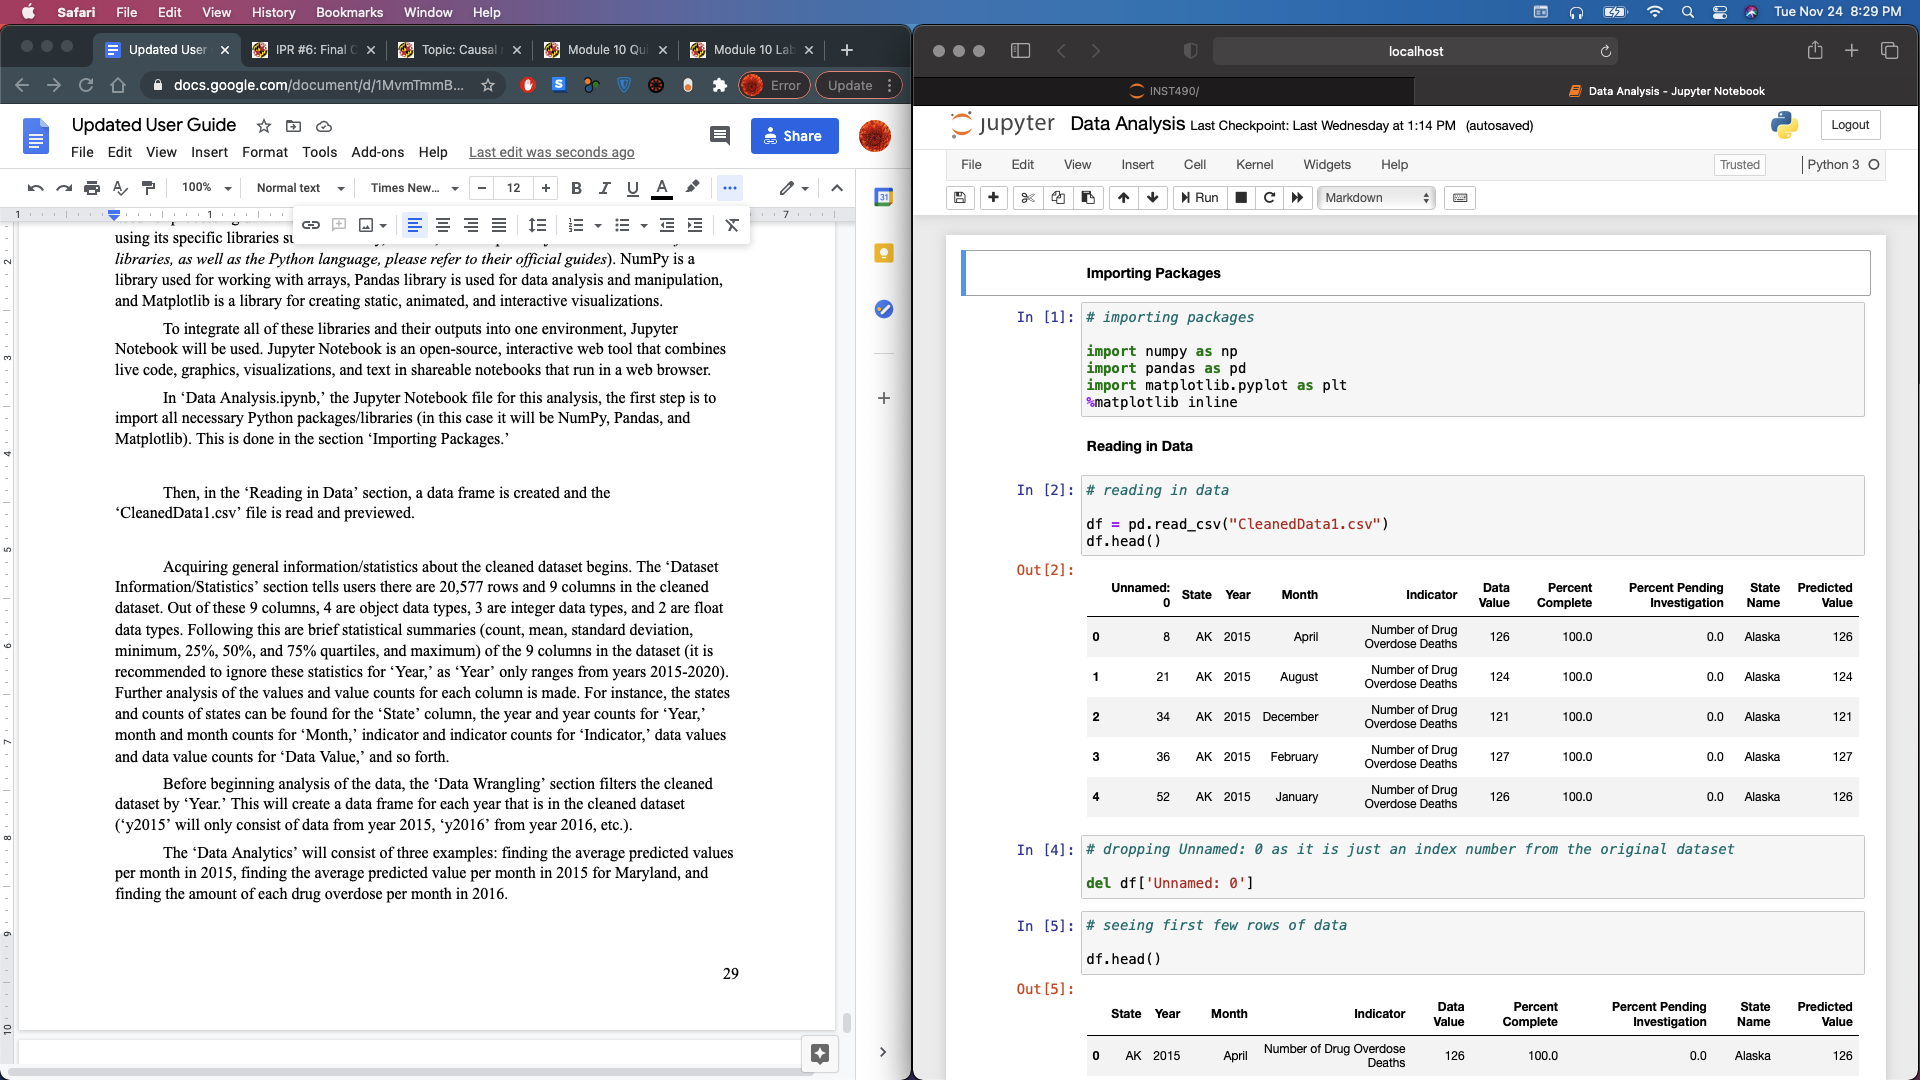 Safari File Edit View History Bookmarks Window Help
Tue Nov 24 8:29 PM
Updated User
IPR #6: Final C
Topic: Causal
Module 10 Qu
Module 10 Lab
docs.google.com/document/d/1MvmTmmB...
Error
Update
Updated User Guide
Share
File Edit View Insert Format Tools Add-ons Help Last edit was seconds ago
100% Normal text Times New... 12 B I U A
1 1 7
using its specific libraries
libraries, as well as the Python language, please refer to their official guides). NumPy is a
library used for working with arrays, Pandas library is used for data analysis and manipulation,
and Matplotlib is a library for creating static, animated, and interactive visualizations.
To integrate all of these libraries and their outputs into one environment, Jupyter
Notebook will be used. Jupyter Notebook is an open-source, interactive web tool that combines
live code, graphics, visualizations, and text in shareable notebooks that run in a web browser.
In ‘Data Analysis.ipynb,’ the Jupyter Notebook file for this analysis, the first step is to
import all necessary Python packages/libraries (in this case it will be NumPy, Pandas, and
Matplotlib). This is done in the section ‘Importing Packages.’
Then, in the ‘Reading in Data’ section, a data frame is created and the
‘CleanedData1.csv’ file is read and previewed.
Acquiring general information/statistics about the cleaned dataset begins. The ‘Dataset
Information/Statistics’ section tells users there are 20,577 rows and 9 columns in the cleaned
dataset. Out of these 9 columns, 4 are object data types, 3 are integer data types, and 2 are float
data types. Following this are brief statistical summaries (count, mean, standard deviation,
minimum, 25%, 50%, and 75% quartiles, and maximum) of the 9 columns in the dataset (it is
recommended to ignore these statistics for ‘Year,’ as ‘Year’ only ranges from years 2015-2020).
Further analysis of the values and value counts for each column is made. For instance, the states
and counts of states can be found for the ‘State’ column, the year and year counts for ‘Year,’
month and month counts for ‘Month,’ indicator and indicator counts for ‘Indicator,’ data values
and data value counts for ‘Data Value,’ and so forth.
Before beginning analysis of the data, the ‘Data Wrangling’ section filters the cleaned
dataset by ‘Year.’ This will create a data frame for each year that is in the cleaned dataset
(‘y2015’ will only consist of data from year 2015, ‘y2016’ from year 2016, etc.).
The ‘Data Analytics’ will consist of three examples: finding the average predicted values
per month in 2015, finding the average predicted value per month in 2015 for Maryland, and
finding the amount of each drug overdose per month in 2016.
29
2
3
4
5
6
7
8
9
10
31
localhost
INST490/
Data Analysis - Jupyter Notebook
jupyter Data Analysis Last Checkpoint: Last Wednesday at 1:14 PM (autosaved)
Logout
File Edit View Insert Cell Kernel Widgets Help
Trusted Python 3
Run Markdown
Importing Packages
In [1]: # importing packages
import numpy as np
import pandas as pd
import matplotlib.pyplot as plt
%matplotlib inline
Reading in Data
In [2]: # reading in data
df = pd.read_csv("CleanedData1.csv")
df.head()
Out[2]:
Unnamed: 0 State Year Month Indicator Data Value Percent Complete Percent Pending Investigation State Name Predicted Value
0 8 AK 2015 April Number of Drug Overdose Deaths 126 100.0 0.0 Alaska 126
1 21 AK 2015 August Number of Drug Overdose Deaths 124 100.0 0.0 Alaska 124
2 34 AK 2015 December Number of Drug Overdose Deaths 121 100.0 0.0 Alaska 121
3 36 AK 2015 February Number of Drug Overdose Deaths 127 100.0 0.0 Alaska 127
4 52 AK 2015 January Number of Drug Overdose Deaths 126 100.0 0.0 Alaska 126
In [4]: # dropping Unnamed: 0 as it is just an index number from the original dataset
del df['Unnamed: 0']
In [5]: # seeing first few rows of data
df.head()
Out[5]:
State Year Month Indicator Data Value Percent Complete Percent Pending Investigation State Name Predicted Value
0 AK 2015 April Number of Drug Overdose Deaths 126 100.0 0.0 Alaska 126